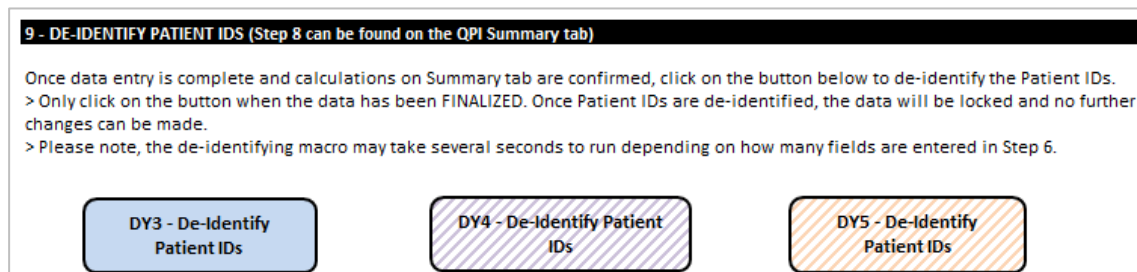 9 - DE-IDENTIFY PATIENT IDS (Step 8 can be found on the QPI Summary tab)
Once data entry is complete and calculations on Summary tab are confirmed, click on the button below to de-identify the Patient IDs.
> Only click on the button when the data has been FINALIZED. Once Patient IDs are de-identified, the data will be locked and no further
changes can be made.
> Please note, the de-identifying macro may take several seconds to run depending on how many fields are entered in Step 6.
DY3 - De-Identify
Patient IDs
DY4 - De-Identify Patient
IDs
DY5 - De-Identify
Patient IDs